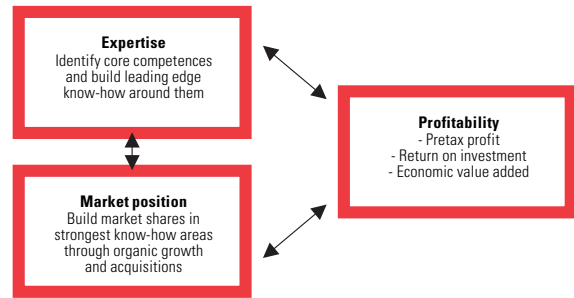 Expertise
Identify core competences
and build leading edge
know-how around them
Profitability
- Pretax profit
- Return on investment
- Economic value added
Market position
Build market shares in
strongest know-how areas
through organic growth
and acquisitions